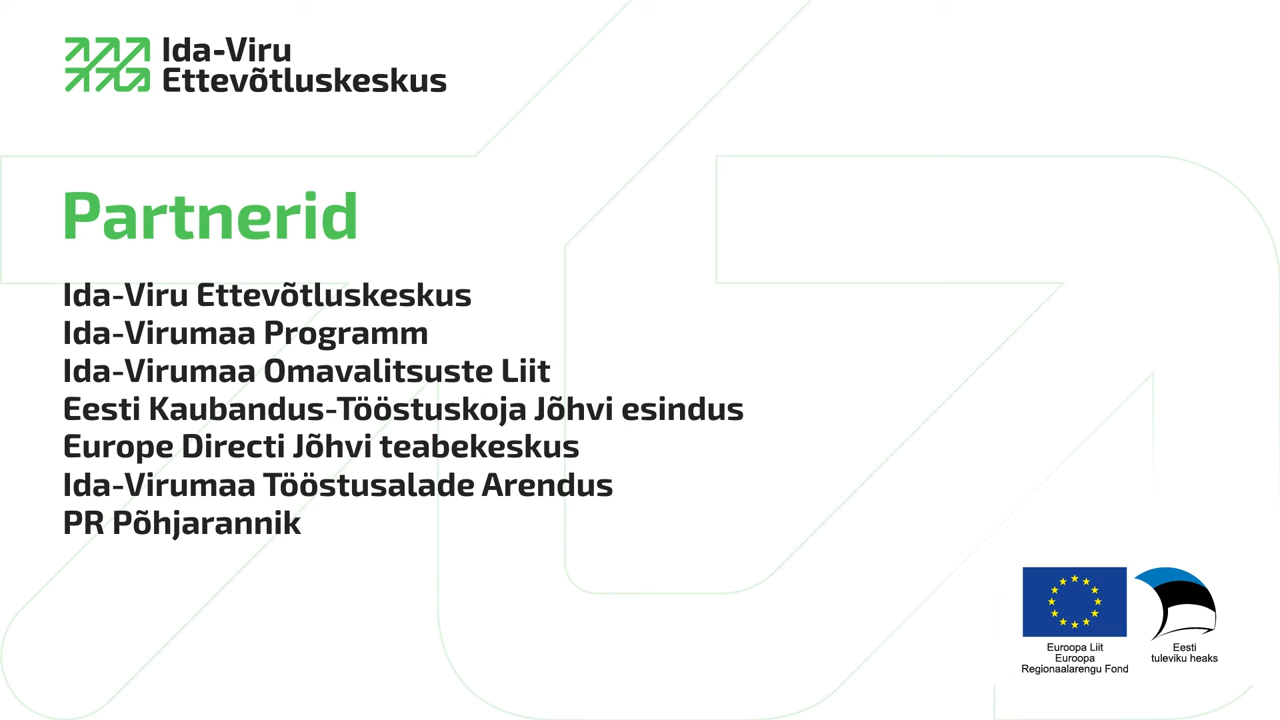 Ida-Viru
Ettevõtluskeskus
Partnerid
Ida-Viru Ettevõtluskeskus
Ida-Virumaa Programm
Ida-Virumaa Omavalitsuste Liit
Eesti Kaubandus-Tööstuskoja Jõhvi esindus
Europe Directi Jõhvi teabekeskus
Ida-Virumaa Tööstusalade Arendus
PR Põhjarannik
Euroopa Liit
Euroopa
Regionaalarengu Fond
Eesti
tuleviku heaks